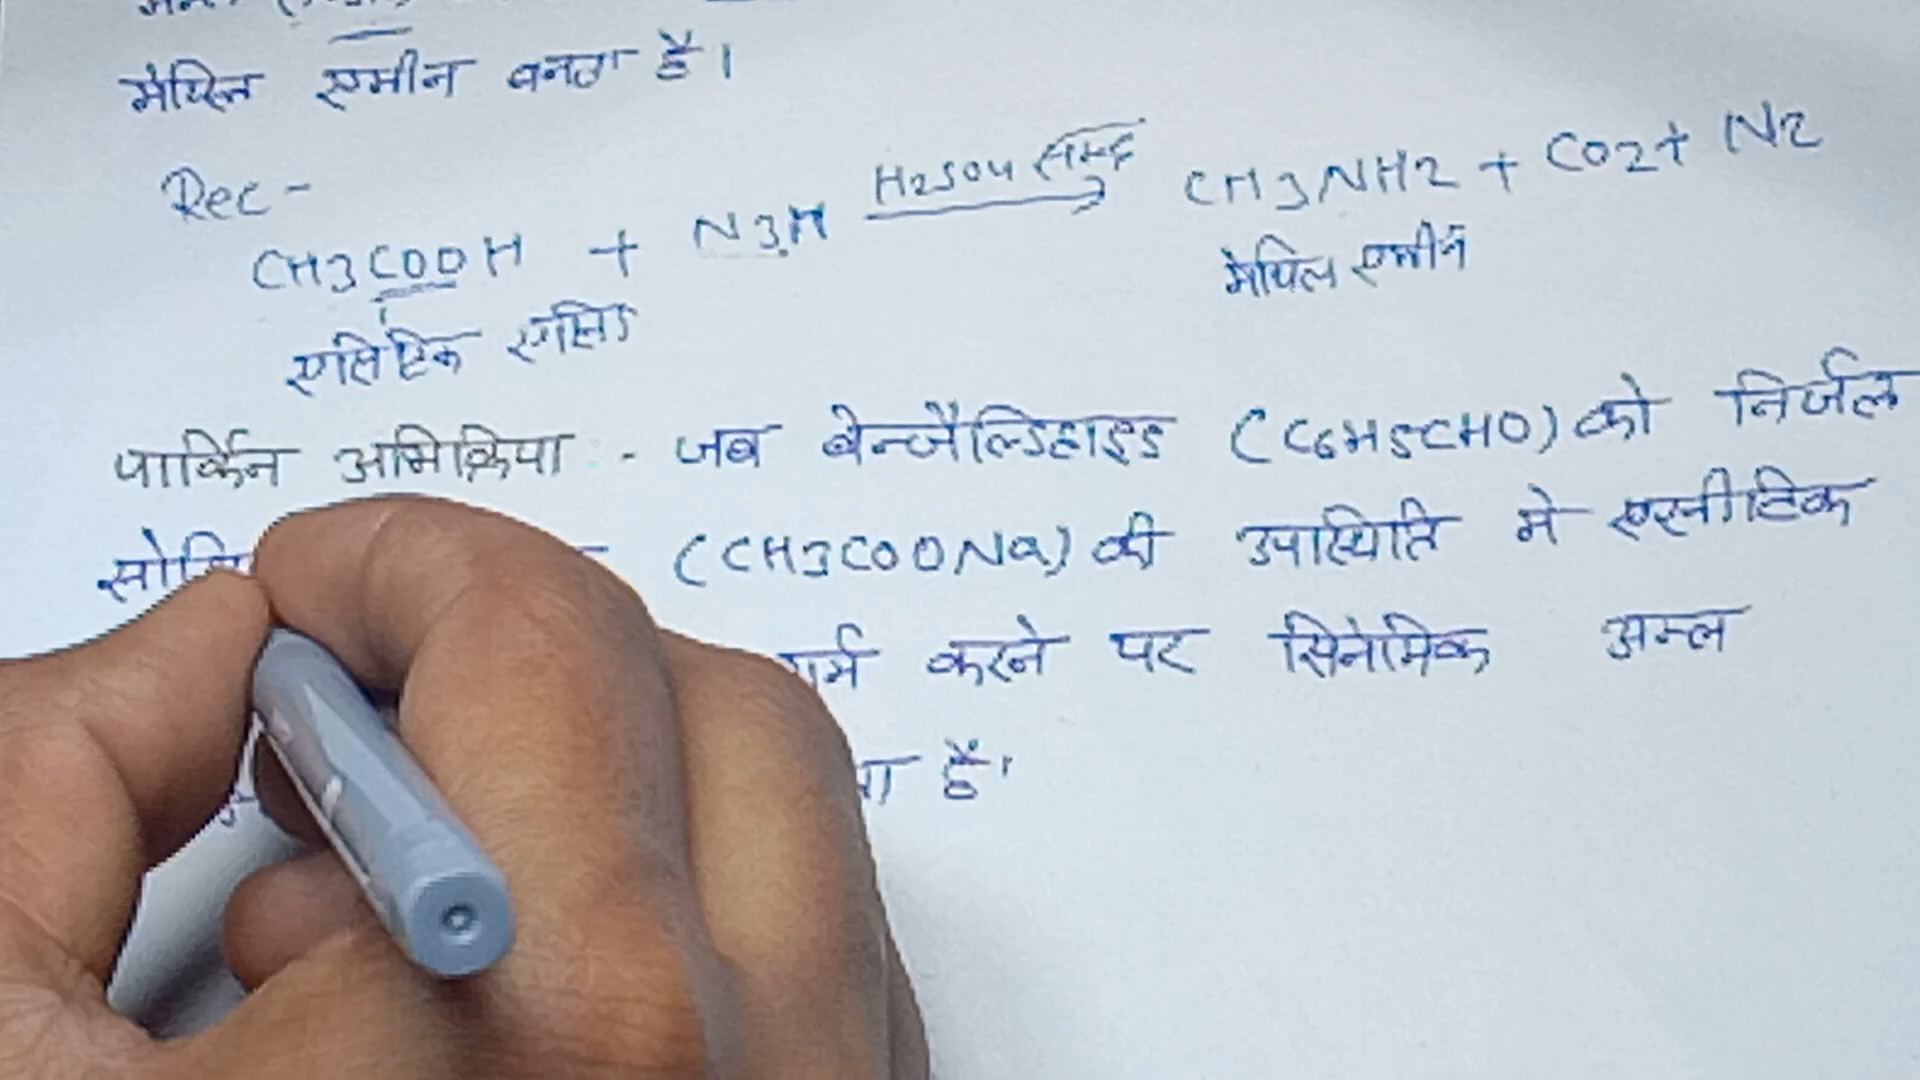 मेथिल एमीन बनता है।
Rec-
CH3COOH + N3H H2SO4 सान्द्र CH3NH2 + CO2+ N2
एसिटिक एसिड मेथिल एमीन
पार्किन अभिक्रिया - जब बेन्जैल्डिहाइड (C6H5CHO) को निर्जल
(CH3COONa) की उपस्थिति मे एसीटिक
गर्म करने पर सिनेमिक अम्ल
है।